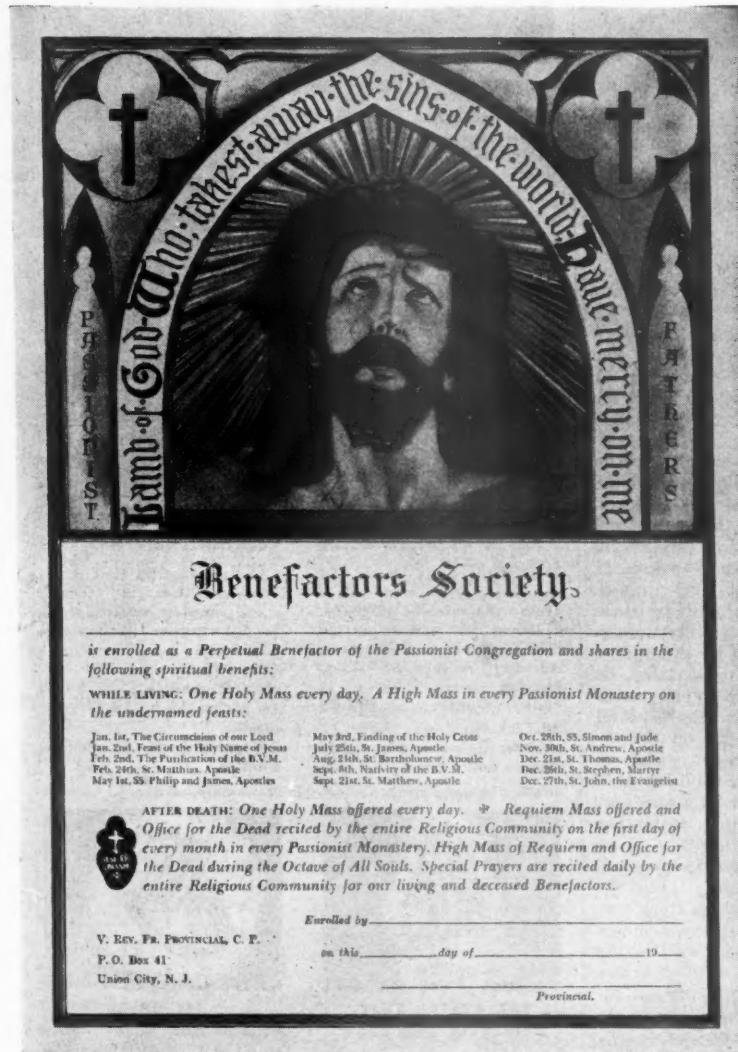 Lamb·of·God·Who·takest·away·the·sins·of·the·world·have·mercy·on·me
PASSIONIST
FATHERS
Benefactors Society
is enrolled as a Perpetual Benefactor of the Passionist Congregation and shares in the
following spiritual benefits:
WHILE LIVING: One Holy Mass every day. A High Mass in every Passionist Monastery on
the undernamed feasts:
Jan. 1st, The Circumcision of our Lord
Jan. 2nd, Feast of the Holy Name of Jesus
Feb. 2nd, The Purification of the B.V.M.
Feb. 24th, St. Matthias, Apostle
May 1st, SS. Philip and James, Apostles
May 3rd, Finding of the Holy Cross
July 25th, St. James, Apostle
Aug. 24th, St. Bartholomew, Apostle
Sept. 8th, Nativity of the B.V.M.
Sept. 21st, St. Matthew, Apostle
Oct. 28th, SS. Simon and Jude
Nov. 30th, St. Andrew, Apostle
Dec. 21st, St. Thomas, Apostle
Dec. 26th, St. Stephen, Martyr
Dec. 27th, St. John, the Evangelist
AFTER DEATH: One Holy Mass offered every day. ✠ Requiem Mass offered and
Office for the Dead recited by the entire Religious Community on the first day of
every month in every Passionist Monastery. High Mass of Requiem and Office for
the Dead during the Octave of All Souls. Special Prayers are recited daily by the
entire Religious Community for our living and deceased Benefactors.
Enrolled by
V. REV. FR. PROVINCIAL, C. P.
P. O. Box 41
Union City, N. J.
on this day of 19
Provincial.